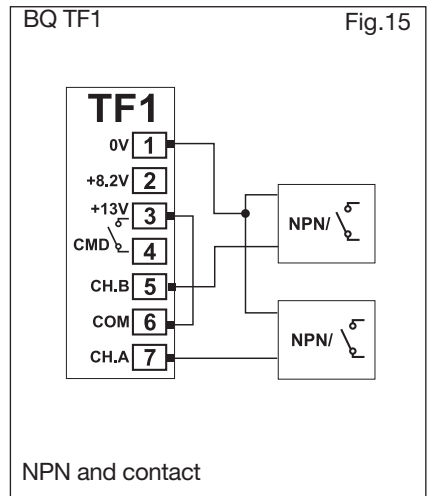 BQ TF1 Fig.15
TF1
0V 1
+8.2V 2
+13V 3
CMD 4
CH.B 5
COM 6
CH.A 7
NPN/
NPN/
NPN and contact